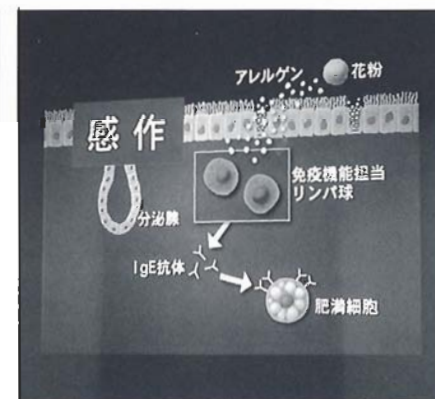 花粉
アレルゲン
感作
免疫機能担当
リンパ球
分泌腺
IgE抗体
肥満細胞